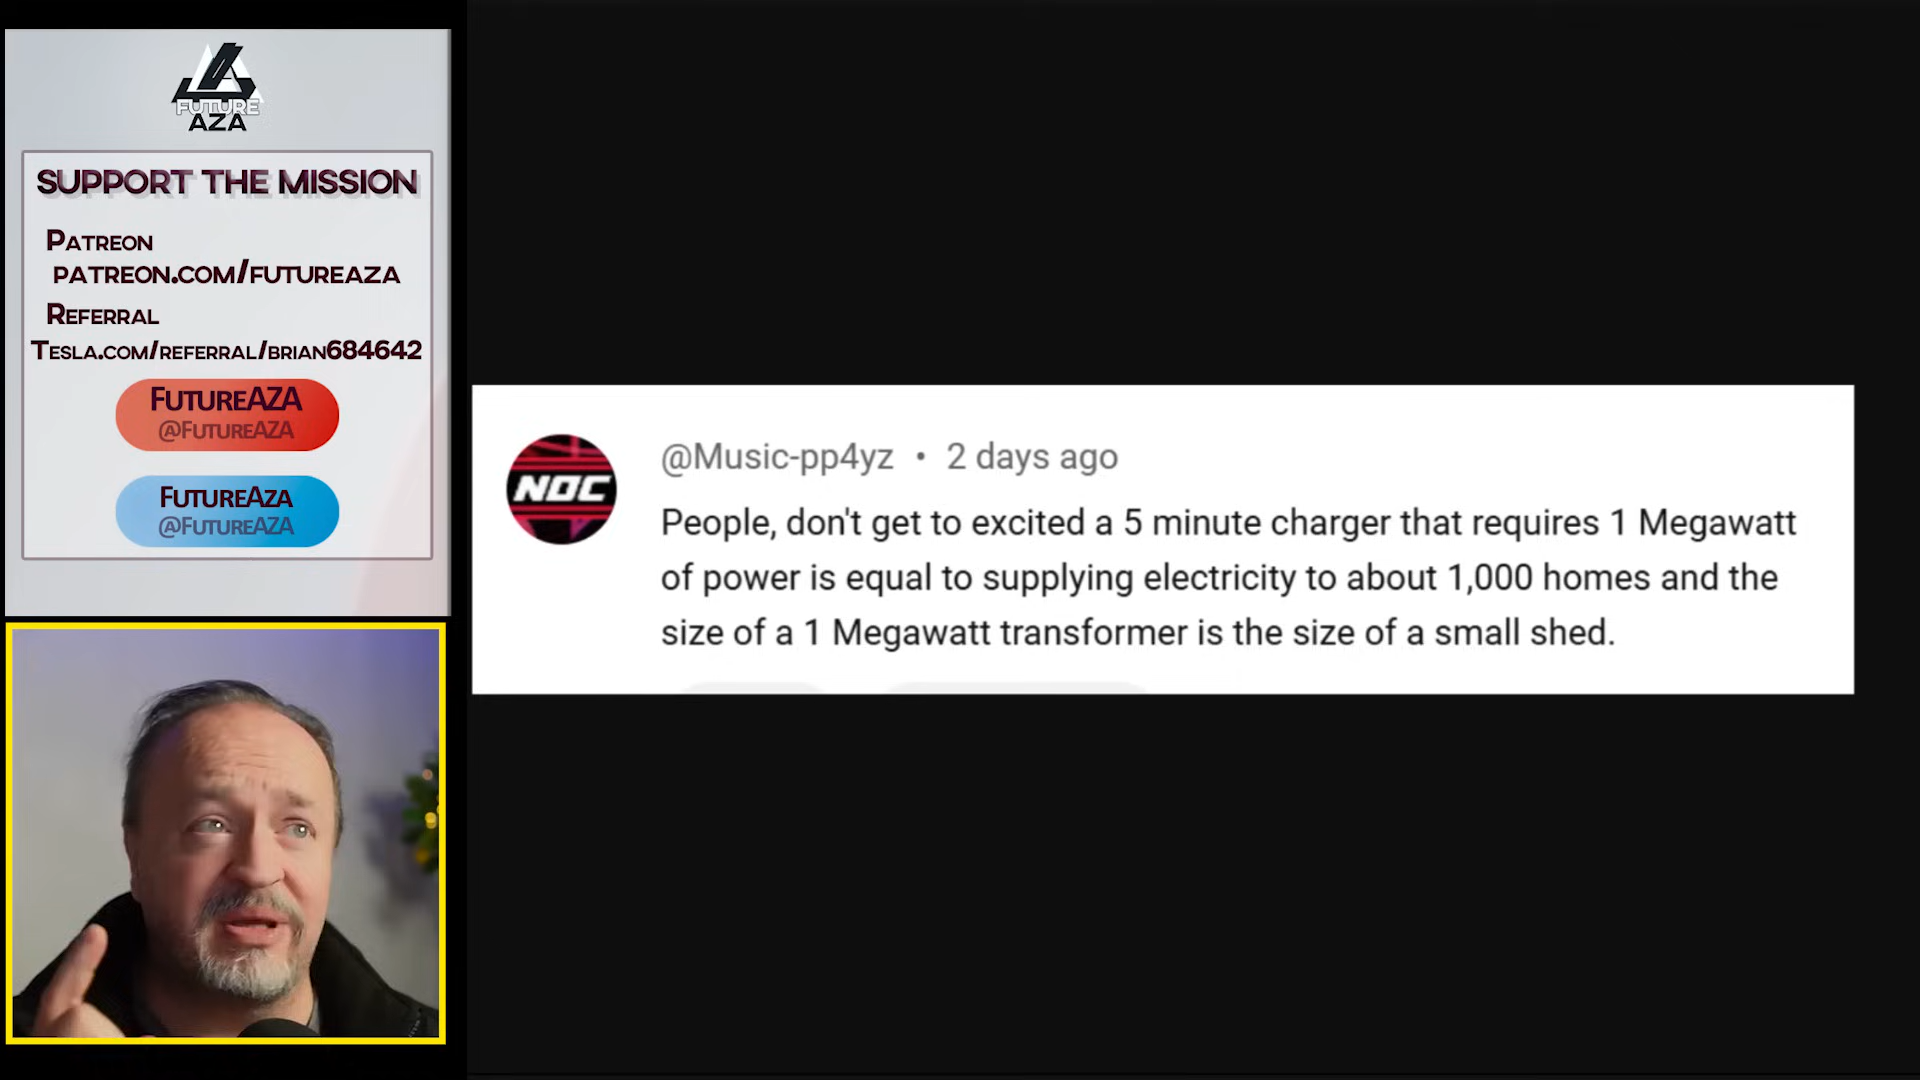 FUTURE
AZA
SUPPORT THE MISSION
PATREON
PATREON.COM/FUTUREAZA
REFERRAL
TESLA.COM/REFERRAL/BRIAN684642
FUTUREAZA
@FUTUREAZA
FUTUREAZA
@FUTUREAZA
NOC
@Music-pp4yz • 2 days ago
People, don't get to excited a 5 minute charger that requires 1 Megawatt
of power is equal to supplying electricity to about 1,000 homes and the
size of a 1 Megawatt transformer is the size of a small shed.